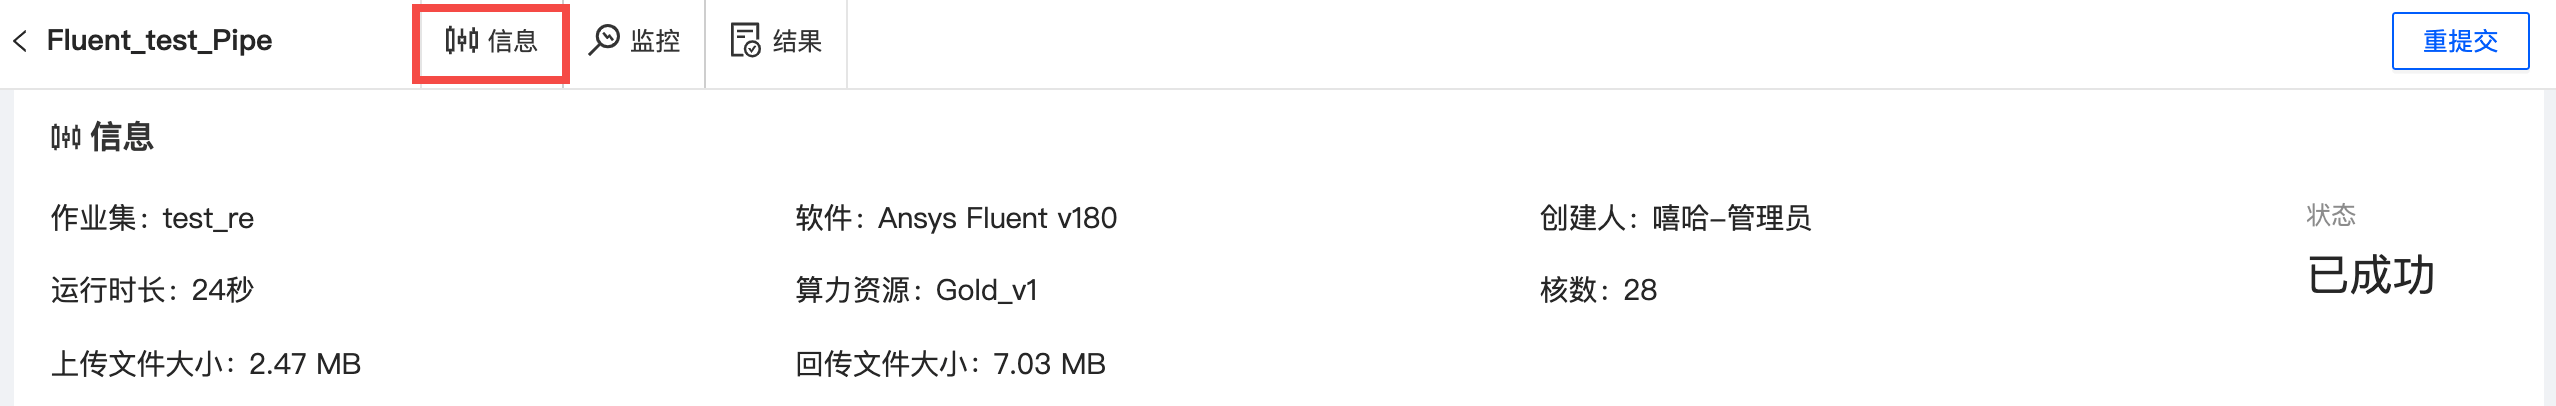 Fluent_test_Pipe 信息 监控 结果 重提交
信息
作业集：test_re 软件：Ansys Fluent v180 创建人：嘻哈-管理员 状态
运行时长：24秒 算力资源：Gold_v1 核数：28 已成功
上传文件大小：2.47 MB 回传文件大小：7.03 MB